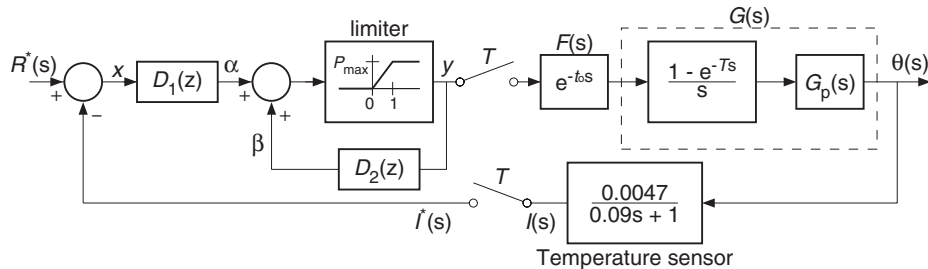 limiter
R*(s)
+
−
x
D₁(z)
α
+
+
β
Pmax
0 1
y
D₂(z)
T
F(s)
e^-t₀s
G(s)
1 - e^-Ts
s
Gp(s)
θ(s)
I*(s)
T
I(s)
0.0047
0.09s + 1
Temperature sensor